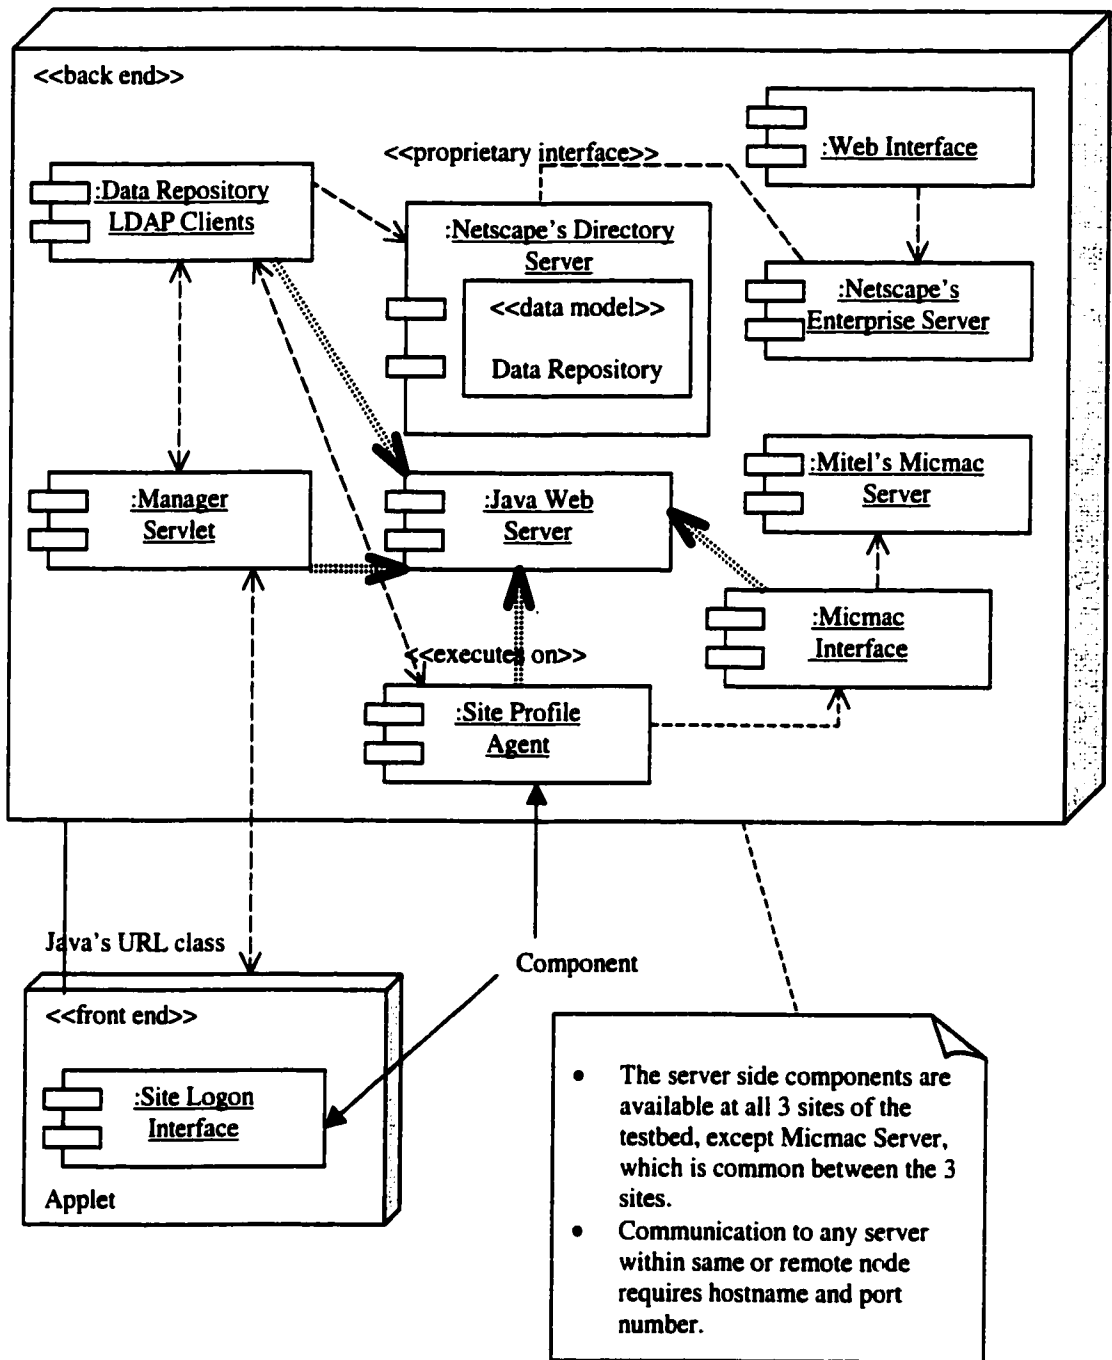 <<back end>>
:Web Interface
<<proprietary interface>>
:Data Repository
LDAP Clients
:Netscape's Directory
Server
<<data model>>
Data Repository
:Netscape's
Enterprise Server
:Mitel's Micmac
Server
:Manager
Servlet
:Java Web
Server
:Micmac
Interface
<<executes on>>
:Site Profile
Agent
Java's URL class
Component
<<front end>>
:Site Logon
Interface
Applet
• The server side components are
available at all 3 sites of the
testbed, except Micmac Server,
which is common between the 3
sites.
• Communication to any server
within same or remote node
requires hostname and port
number.